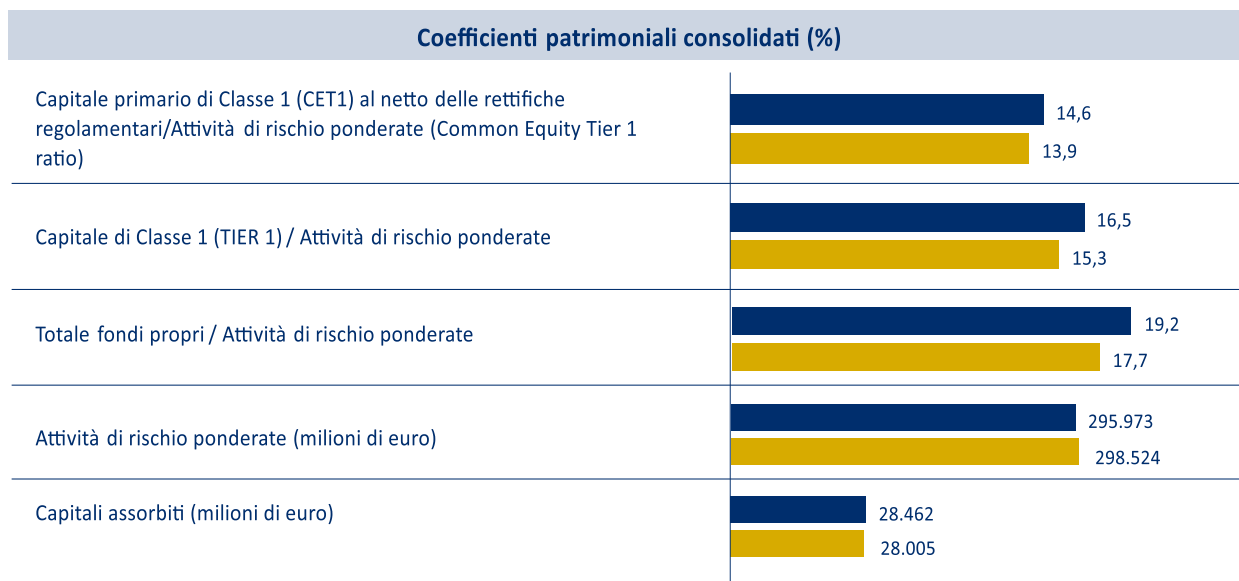 Coefficienti patrimoniali consolidati (%)
Capitale primario di Classe 1 (CET1) al netto delle rettifiche
regolamentari/Attività di rischio ponderate (Common Equity Tier 1
ratio)
14,6
13,9
Capitale di Classe 1 (TIER 1) / Attività di rischio ponderate
16,5
15,3
Totale fondi propri / Attività di rischio ponderate
19,2
17,7
Attività di rischio ponderate (milioni di euro)
295.973
298.524
Capitali assorbiti (milioni di euro)
28.462
28.005